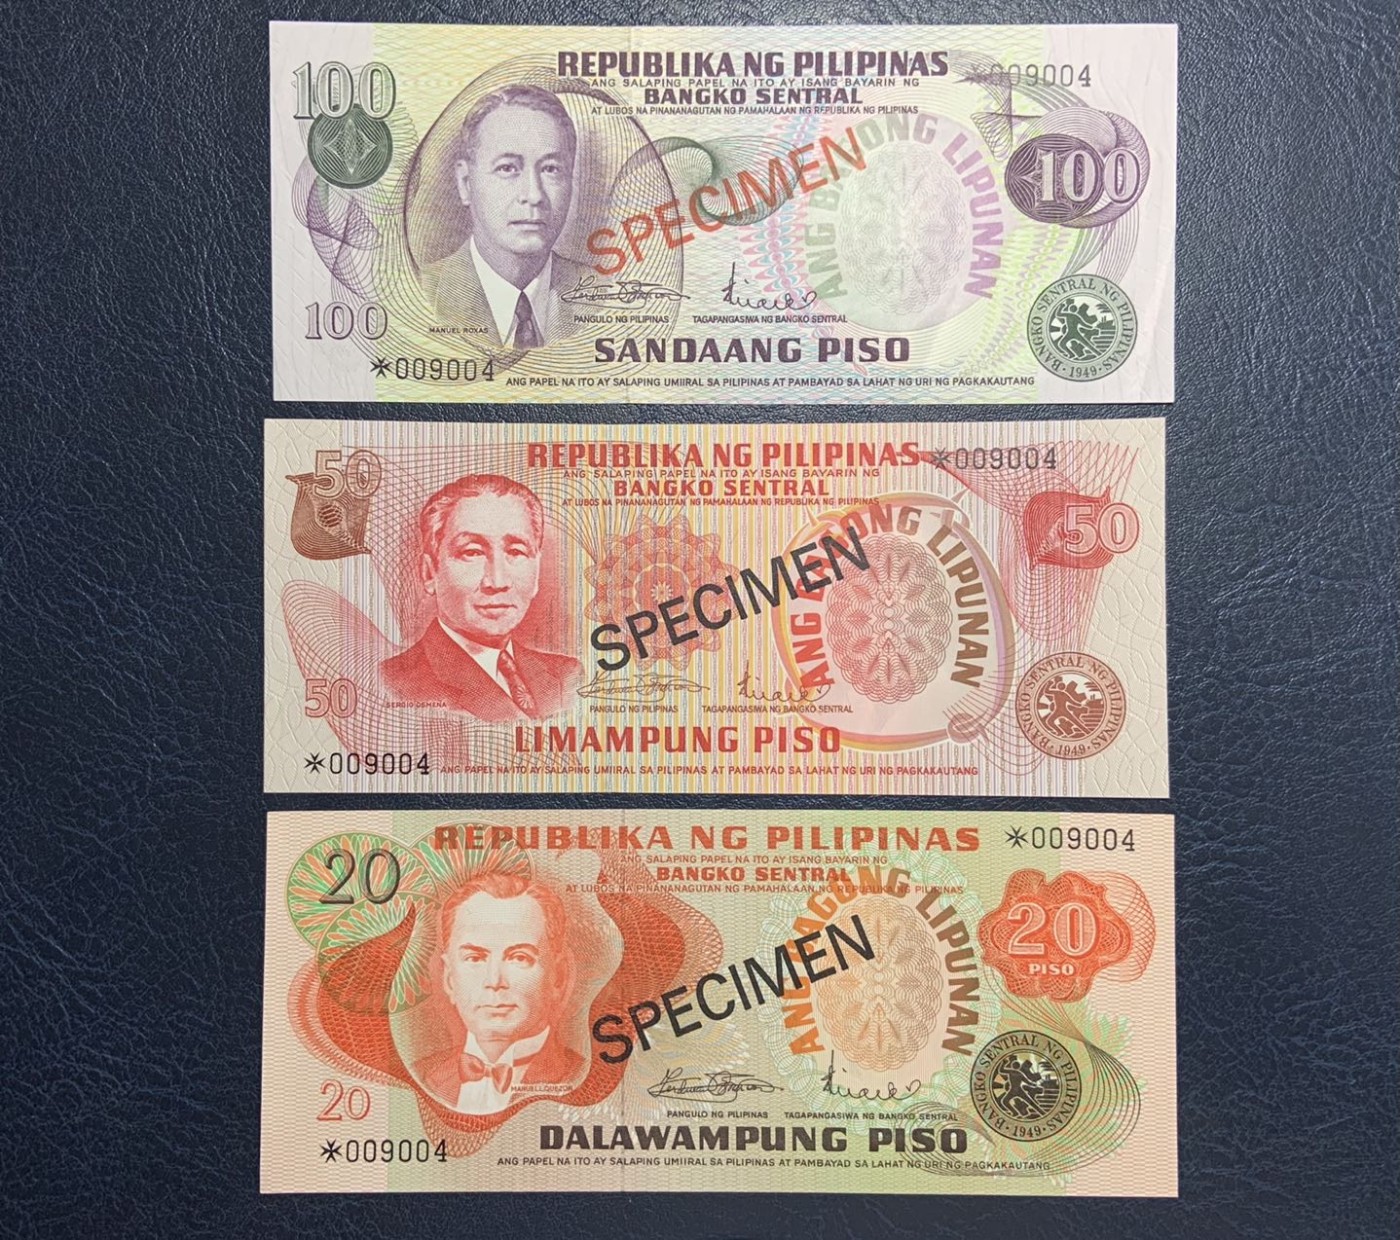 100
REPUBLIKA NG PILIPINAS
*009004
ANG SALAPING PAPEL NA ITO AY ISANG BAYARIN NG
BANGKO SENTRAL
AT LUBOS NA PINANANAGUTAN NG PAMAHALAAN NG REPUBLIKA NG PILIPINAS
ANG BAGONG LIPUNAN
100
SPECIMEN
100
MANUEL ROXAS
PANGULO NG PILIPINAS
TAGAPANGASIWA NG BANGKO SENTRAL
BANGKO SENTRAL NG PILIPINAS
·1949·
SANDAANG PISO
*009004
ANG PAPEL NA ITO AY SALAPING UMIIRAL SA PILIPINAS AT PAMBAYAD SA LAHAT NG URI NG PAGKAKAUTANG
50
REPUBLIKA NG PILIPINAS
*009004
ANG SALAPING PAPEL NA ITO AY ISANG BAYARIN NG
BANGKO SENTRAL
AT LUBOS NA PINANANAGUTAN NG PAMAHALAAN NG REPUBLIKA NG PILIPINAS
ANG BAGONG LIPUNAN
50
SPECIMEN
50
SERGIO OSMEÑA
PANGULO NG PILIPINAS
TAGAPANGASIWA NG BANGKO SENTRAL
BANGKO SENTRAL NG PILIPINAS
·1949·
LIMAMPUNG PISO
*009004
ANG PAPEL NA ITO AY SALAPING UMIIRAL SA PILIPINAS AT PAMBAYAD SA LAHAT NG URI NG PAGKAKAUTANG
20
REPUBLIKA NG PILIPINAS
*009004
ANG SALAPING PAPEL NA ITO AY ISANG BAYARIN NG
BANGKO SENTRAL
AT LUBOS NA PINANANAGUTAN NG PAMAHALAAN NG REPUBLIKA NG PILIPINAS
ANG BAGONG LIPUNAN
20
PISO
SPECIMEN
20
MANUEL L. QUEZON
PANGULO NG PILIPINAS
TAGAPANGASIWA NG BANGKO SENTRAL
BANGKO SENTRAL NG PILIPINAS
·1949·
DALAWAMPUNG PISO
*009004
ANG PAPEL NA ITO AY SALAPING UMIIRAL SA PILIPINAS AT PAMBAYAD SA LAHAT NG URI NG PAGKAKAUTANG